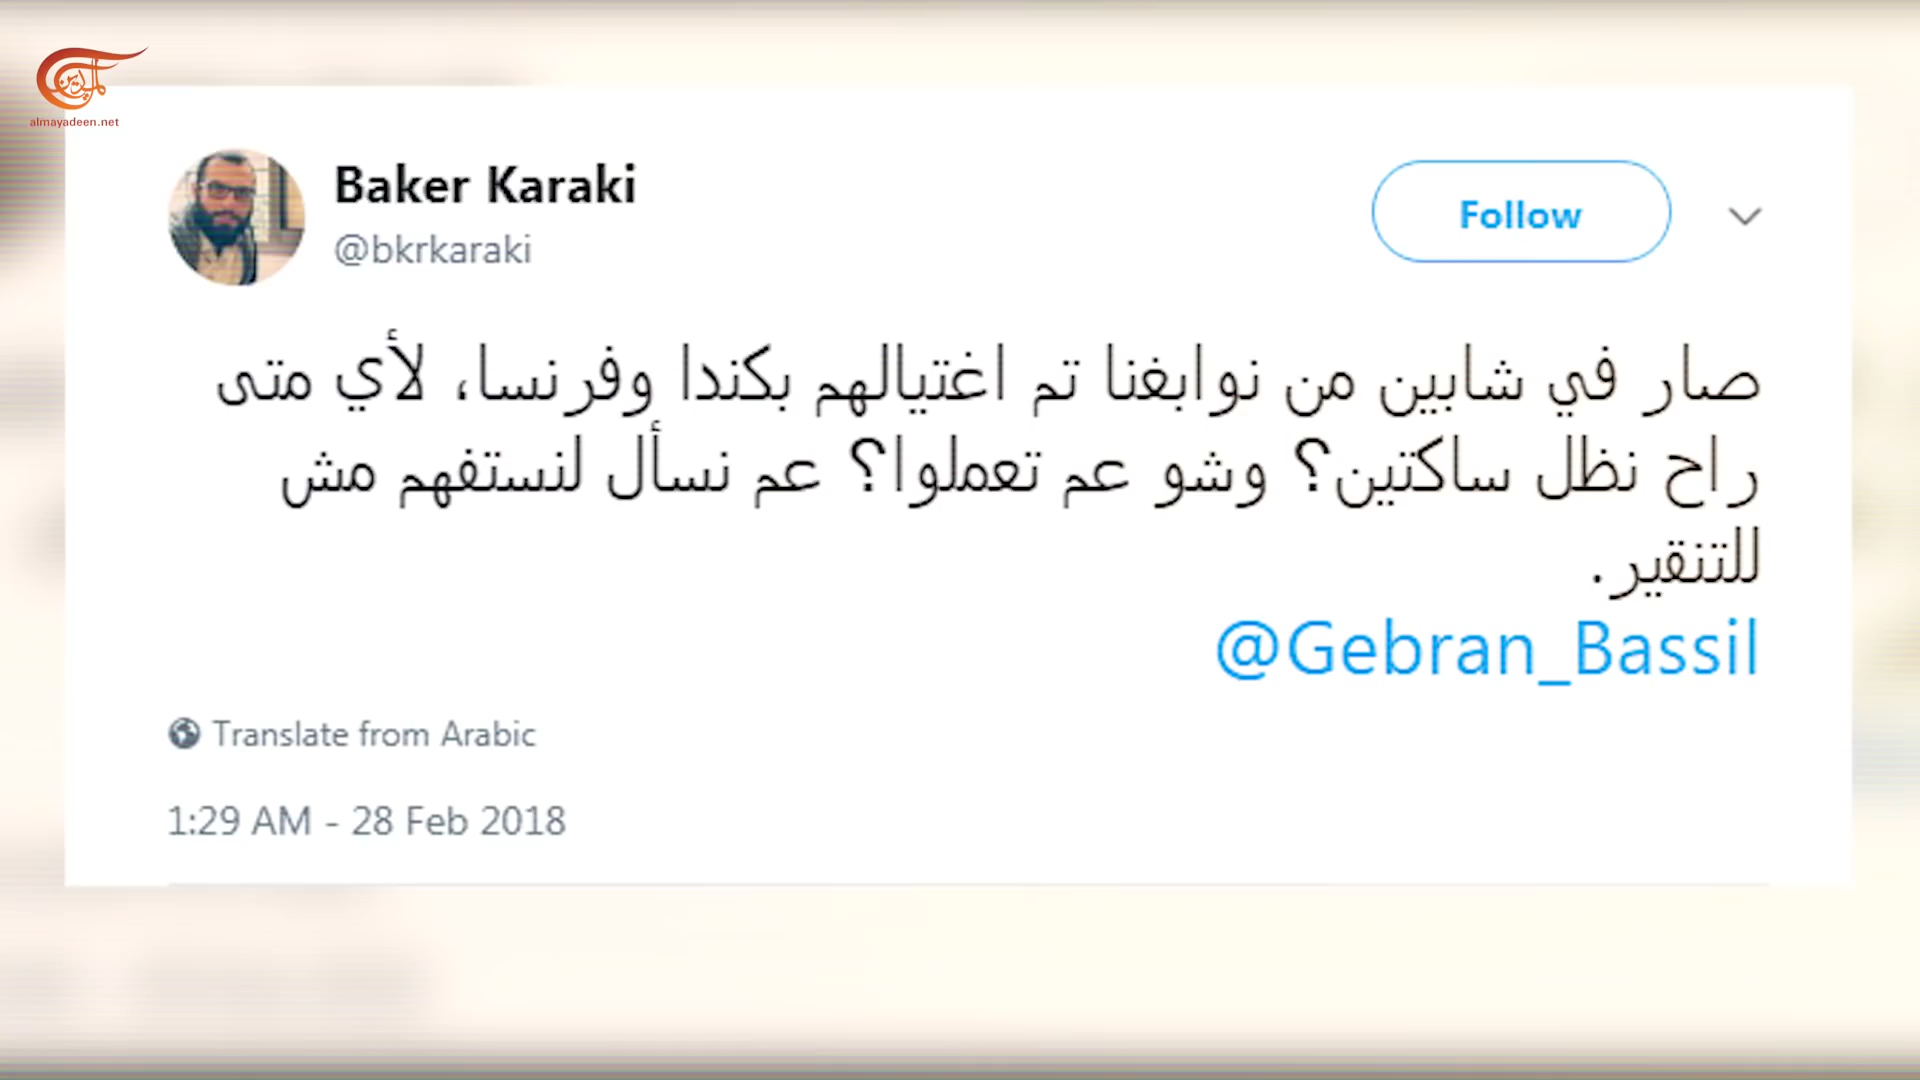 الميادين
almayadeen.net
Baker Karaki
@bkrkaraki
Follow
صار في شابين من نوابغنا تم اغتيالهم بكندا وفرنسا، لأي متى
راح نظل ساكتين؟ وشو عم تعملوا؟ عم نسأل لنستفهم مش
للتنقير.
@Gebran_Bassil
Translate from Arabic
1:29 AM - 28 Feb 2018